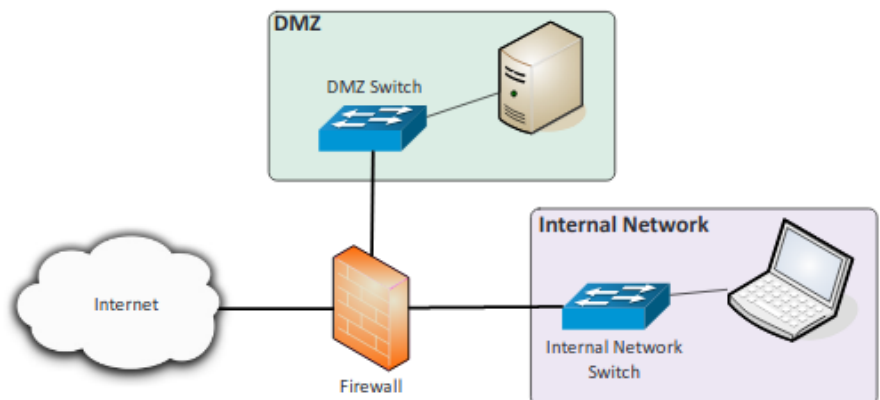 DMZ
DMZ Switch
Internal Network
Internet
Internal Network
Switch
Firewall